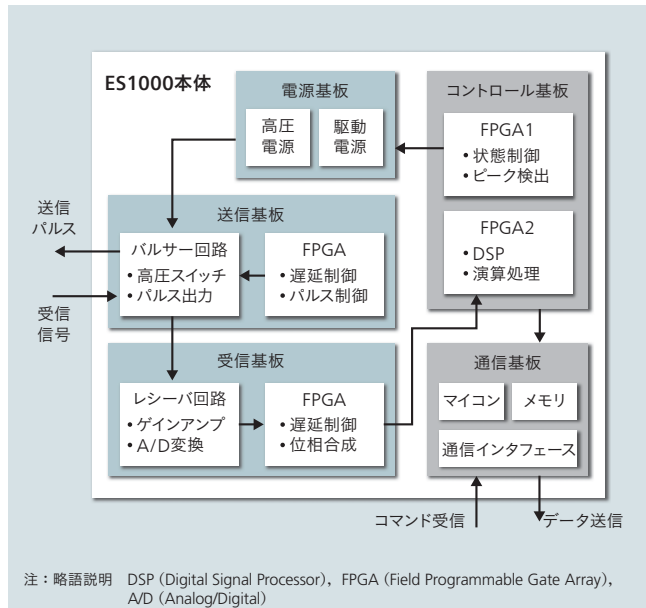 ES1000本体
電源基板
高圧
電源
駆動
電源
コントロール基板
FPGA1
• 状態制御
• ピーク検出
FPGA2
• DSP
• 演算処理
送信
パルス
受信
信号
送信基板
バルサー回路
• 高圧スイッチ
• パルス出力
FPGA
• 遅延制御
• パルス制御
受信基板
レシーバ回路
• ゲインアンプ
• A/D変換
FPGA
• 遅延制御
• 位相合成
通信基板
マイコン
メモリ
通信インタフェース
コマンド受信
データ送信
注：略語説明　DSP（Digital Signal Processor），FPGA（Field Programmable Gate Array），
A/D（Analog/Digital）